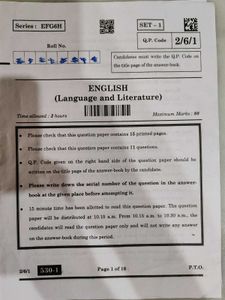 Series : EFG6H
SET – 1
Roll No.
Q.P. Code 2/6/1
Candidates must write the Q.P. Code on the title page of the answer-book.
ENGLISH
(Language and Literature)
Time allowed : 2 hours
Maximum Marks :
Please check that this question paper contains 15 printed pages.
Please check that this question paper contains 11 questions.
Q.P. Code given on the right hand side of the question paper should
be written on the title page of the answer-book by the candidate.
Please write down the serial number of the question in the answer-
book at the given place before attempting it.
15 minute time has been allotted to read this question paper. The question
paper will be distributed at 10.15 a.m. From 10.15 a.m. to 10.30 a.m., the
candidates will read the question paper only and will not write any answer
on the answer-book during this period.
2/6/1
530-1
Page 1 of
P.T.O.